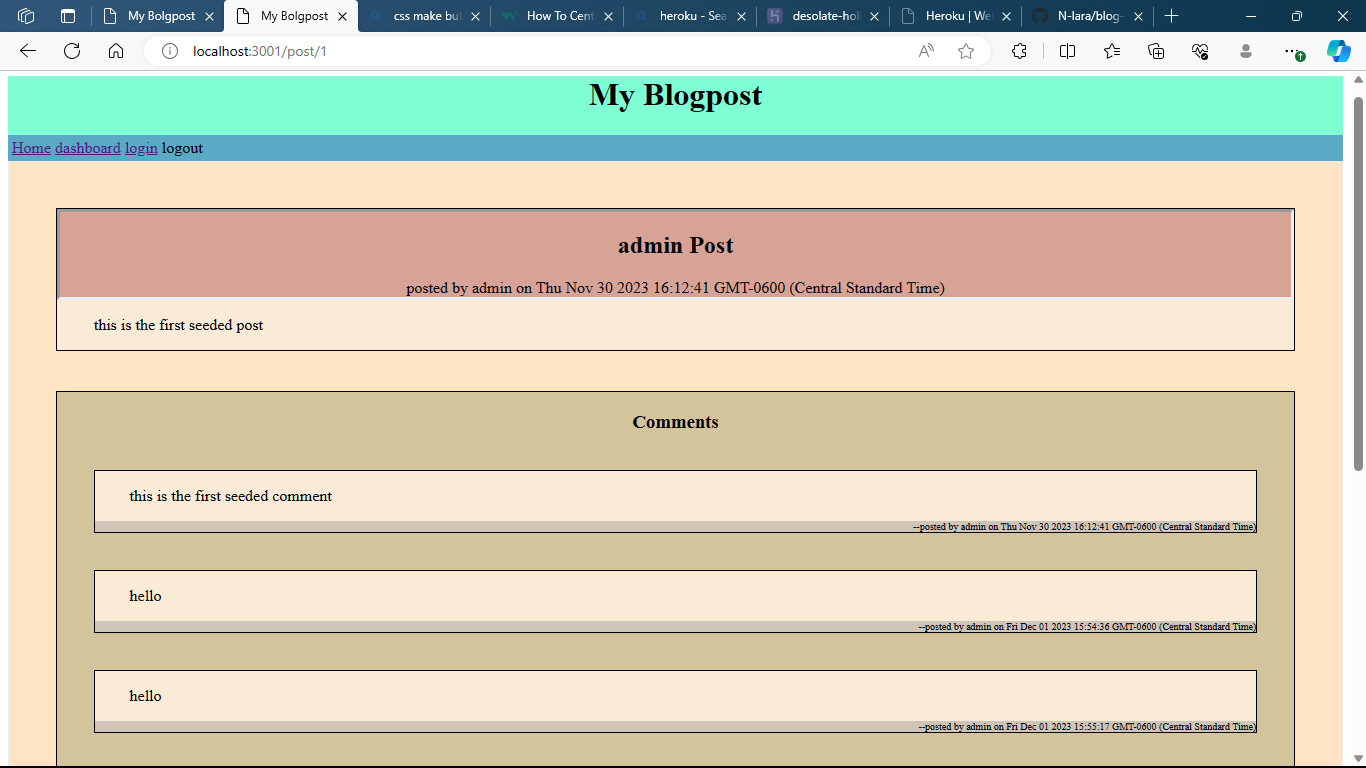 My Bolgpost
My Bolgpost
css make but
How To Cent
heroku - Sea
desolate-holl
Heroku | Wel
N-lara/blog-
localhost:3001/post/1
My Blogpost
Home dashboard login logout
admin Post
posted by admin on Thu Nov 30 2023 16:12:41 GMT-0600 (Central Standard Time)
this is the first seeded post
Comments
this is the first seeded comment
--posted by admin on Thu Nov 30 2023 16:12:41 GMT-0600 (Central Standard Time)
hello
--posted by admin on Fri Dec 01 2023 15:54:36 GMT-0600 (Central Standard Time)
hello
--posted by admin on Fri Dec 01 2023 15:55:17 GMT-0600 (Central Standard Time)